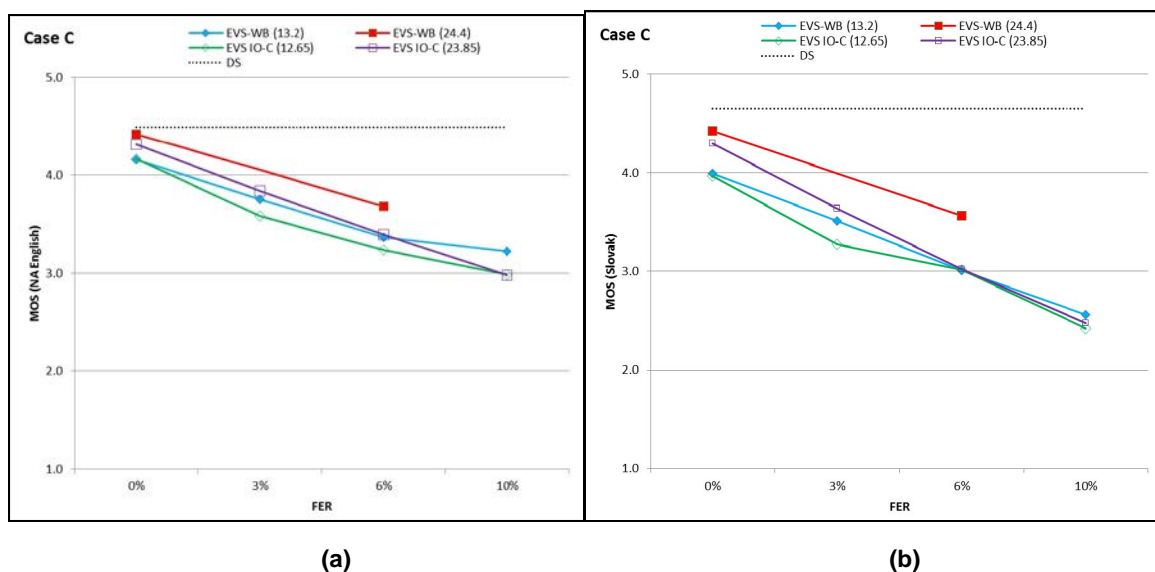 Case C
EVS-WB (13.2)
EVS-WB (24.4)
EVS IO-C (12.65)
EVS IO-C (23.85)
DS
5.0
4.0
3.0
2.0
1.0
MOS (NA English)
0%
3%
6%
10%
FER
(a)
Case C
EVS-WB (13.2)
EVS-WB (24.4)
EVS IO-C (12.65)
EVS IO-C (23.85)
DS
5.0
4.0
3.0
2.0
1.0
MOS (Slovak)
0%
3%
6%
10%
FER
(b)